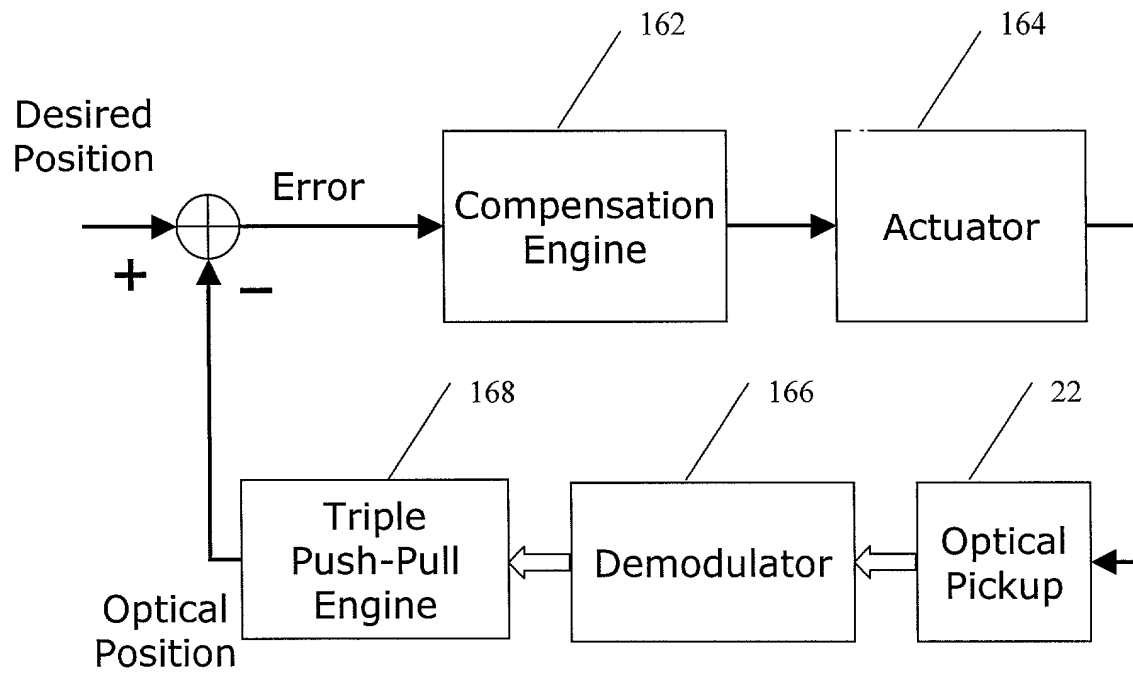 162
164
Desired
Position
Error
Compensation
Engine
Actuator
+
−
168
166
22
Triple
Push-Pull
Engine
Demodulator
Optical
Pickup
Optical
Position